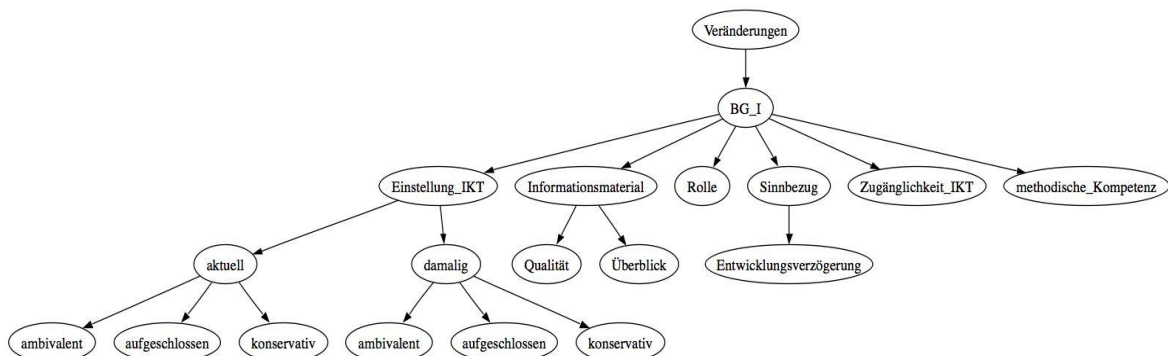 Veränderungen
BG_I
Einstellung_IKT
Informationsmaterial
Rolle
Sinnbezug
Zugänglichkeit_IKT
methodische_Kompetenz
aktuell
damalig
Qualität
Überblick
Entwicklungsverzögerung
ambivalent
aufgeschlossen
konservativ
ambivalent
aufgeschlossen
konservativ